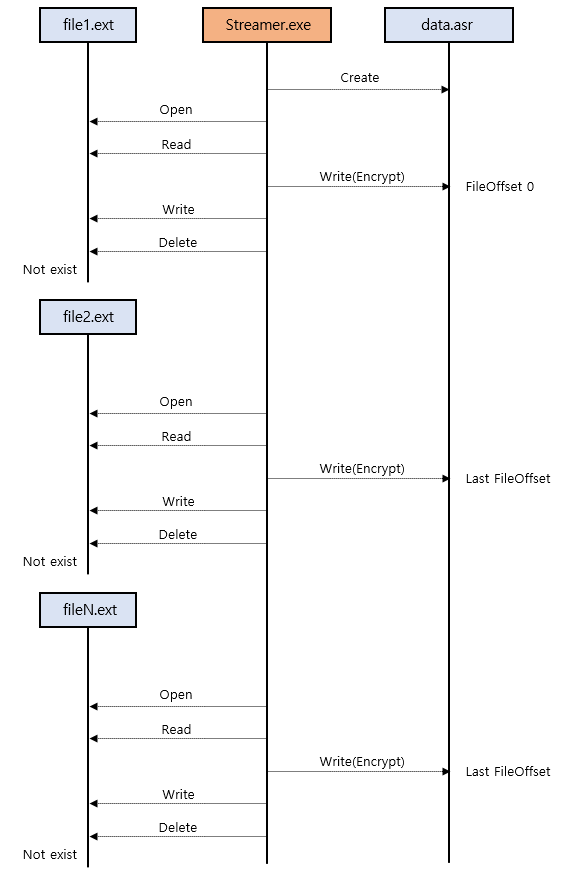 file1.ext
Streamer.exe
data.asr
Create
Open
Read
Write(Encrypt)
FileOffset 0
Write
Delete
Not exist
file2.ext
Open
Read
Write(Encrypt)
Last FileOffset
Write
Delete
Not exist
fileN.ext
Open
Read
Write(Encrypt)
Last FileOffset
Write
Delete
Not exist